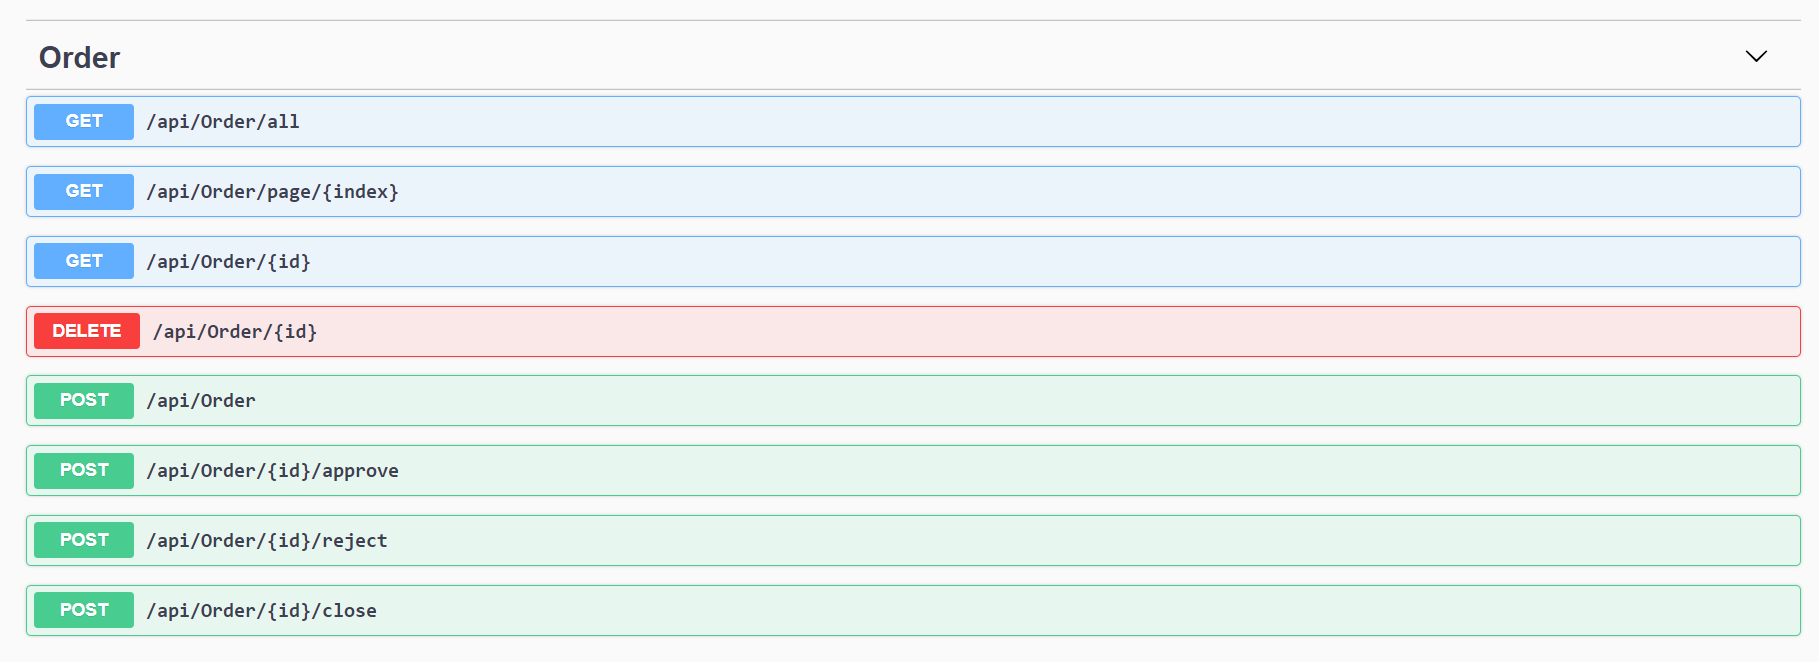 Order
GET /api/Order/all
GET /api/Order/page/{index}
GET /api/Order/{id}
DELETE /api/Order/{id}
POST /api/Order
POST /api/Order/{id}/approve
POST /api/Order/{id}/reject
POST /api/Order/{id}/close